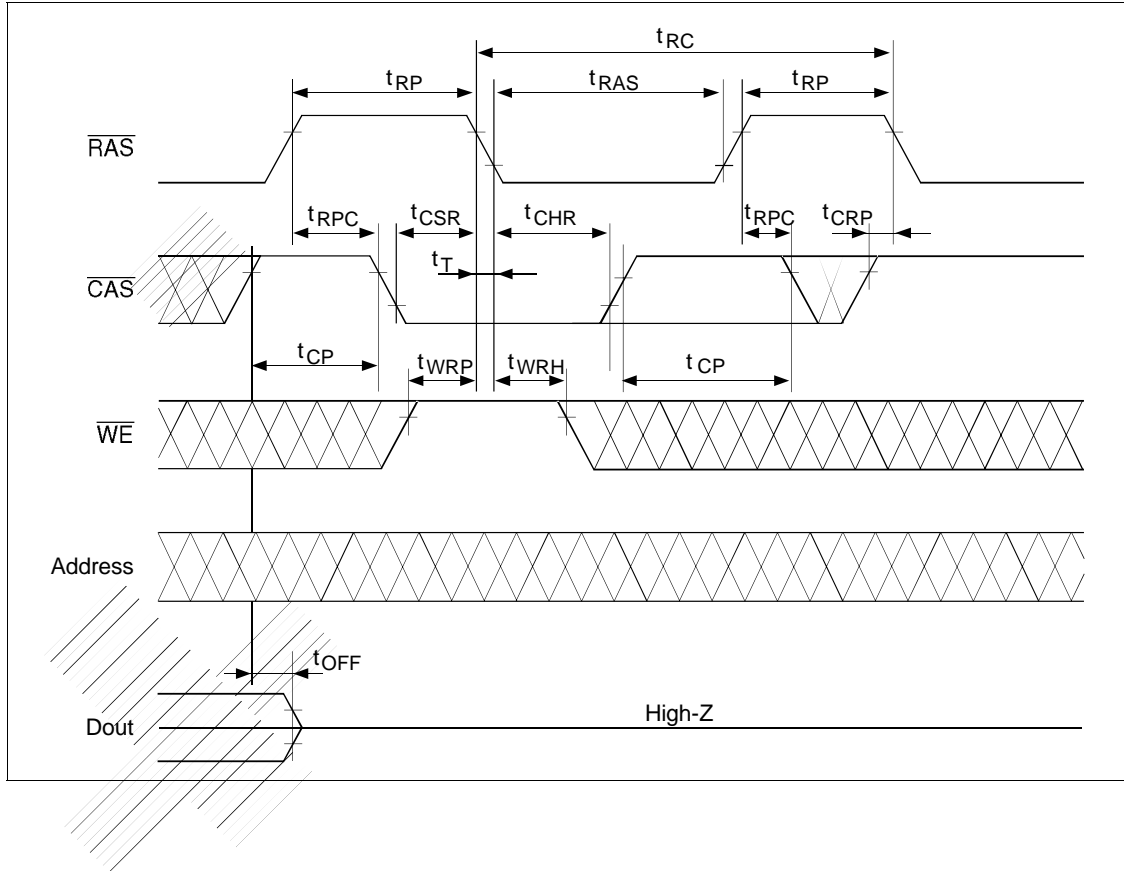 tRC
tRP
tRAS
tRP
RAS
tRPC
tCSR
tCHR
tRPC
tCRP
tT
CAS
tCP
tWRP
tWRH
tCP
WE
Address
tOFF
Dout
High-Z